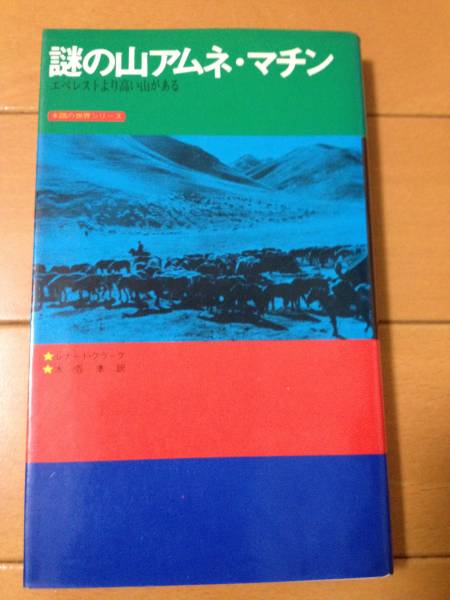 謎の山アムネ・マチン
エベレストより高い山がある
未踏の世界シリーズ
★レナード・クラーク
★水 準 訳